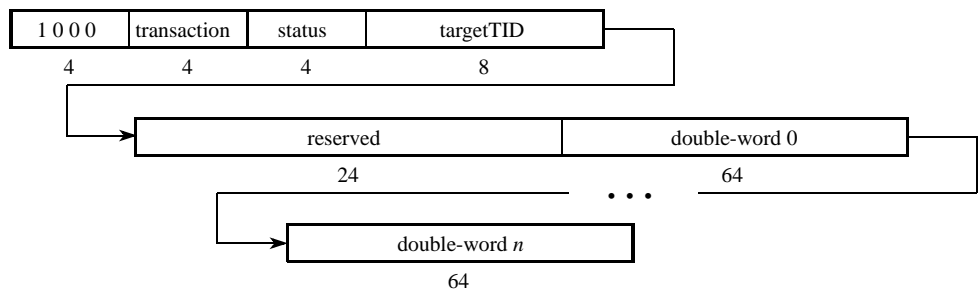 1 0 0 0 transaction status targetTID
4 4 4 8
reserved double-word 0
24 64
• • •
double-word n
64